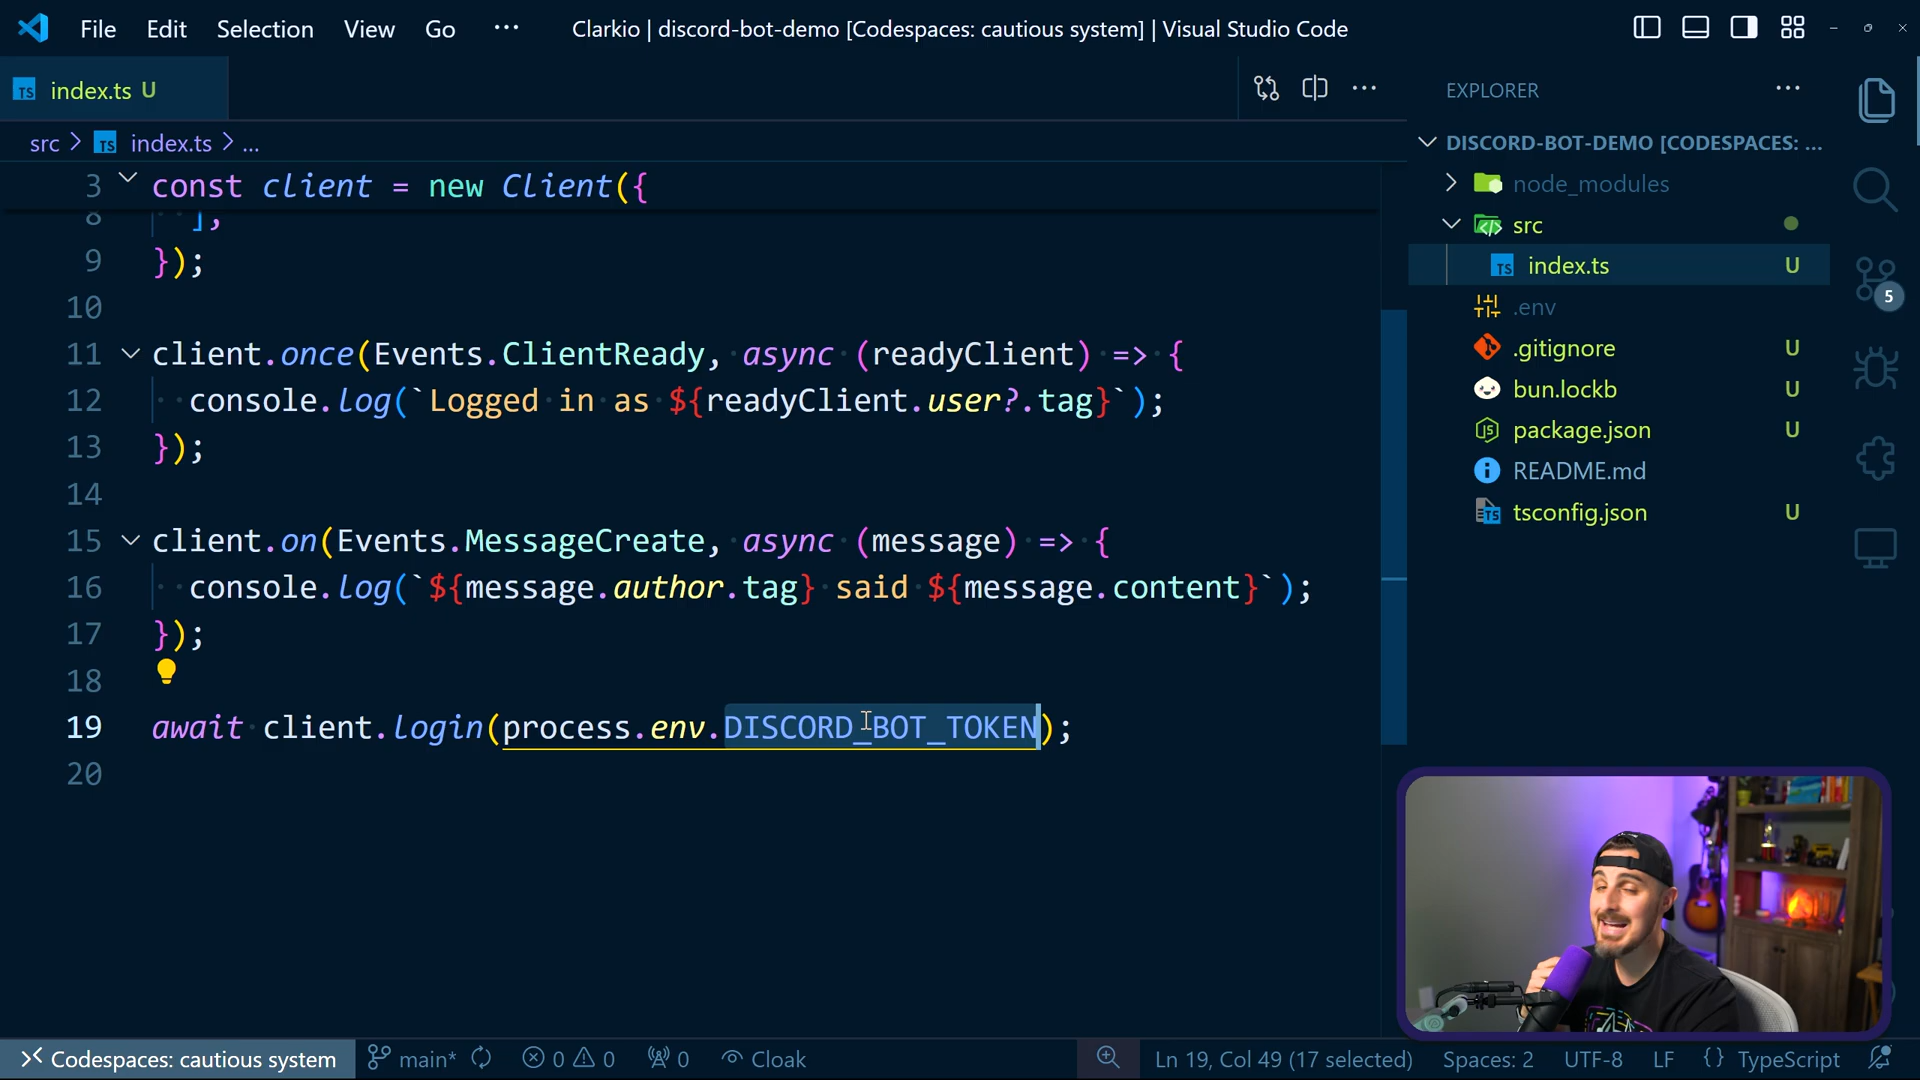 File Edit Selection View Go ...
Clarkio | discord-bot-demo [Codespaces: cautious system] | Visual Studio Code
TS index.ts U
src > TS index.ts > ...
3 const client = new Client({
8 ],
9 });
10
11 client.once(Events.ClientReady, async (readyClient) => {
12 console.log(`Logged in as ${readyClient.user?.tag}`);
13 });
14
15 client.on(Events.MessageCreate, async (message) => {
16 console.log(`${message.author.tag} said ${message.content}`);
17 });
18
19 await client.login(process.env.DISCORD_BOT_TOKEN);
20
EXPLORER
DISCORD-BOT-DEMO [CODESPACES: ...
node_modules
src
TS index.ts U
.env
.gitignore U
bun.lockb U
package.json U
README.md
tsconfig.json U
5
Codespaces: cautious system main* 0 0 0 Cloak Ln 19, Col 49 (17 selected) Spaces: 2 UTF-8 LF {} TypeScript